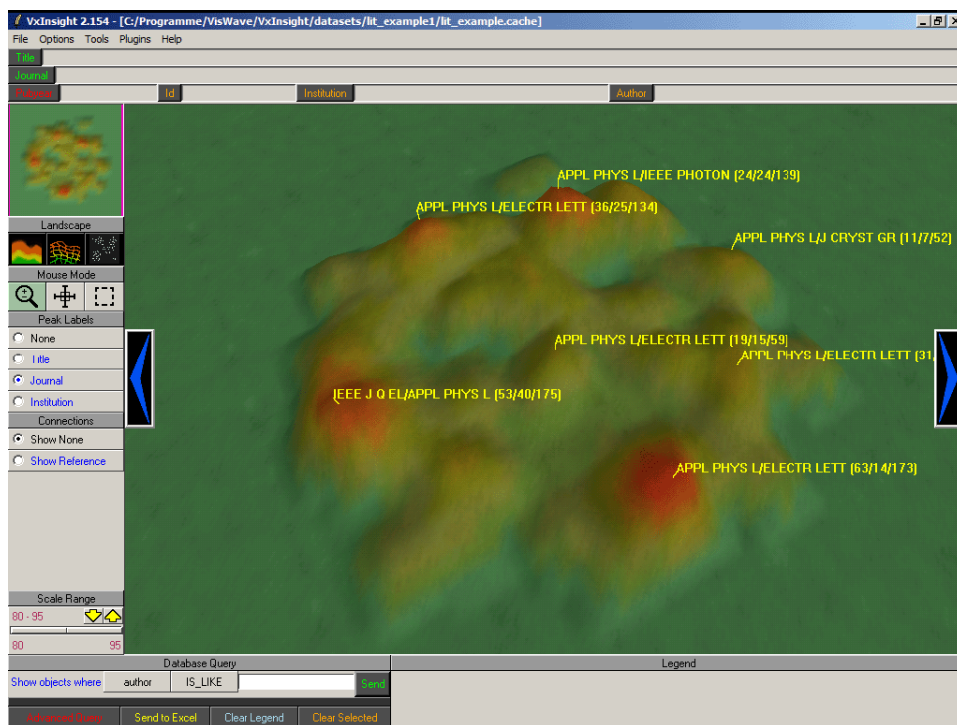 VxInsight 2.154 - [C:/Programme/VisWave/VxInsight/datasets/lit_example1/lit_example.cache]
File Options Tools Plugins Help
Title
Journal
Id Institution Author
APPL PHYS L/IEEE PHOTON (24/24/139)
APPL PHYS L/ELECTR LETT (36/25/134)
APPL PHYS L/J CRYST GR (11/7/52)
Landscape
Mouse Mode
Peak Labels
None
Title
Journal
Institution
Connections
Show None
Show Reference
APPL PHYS L/ELECTR LETT (19/15/59)
APPL PHYS L/ELECTR LETT (31,
IEEE J Q EL/APPL PHYS L (53/40/175)
APPL PHYS L/ELECTR LETT (63/14/173)
Scale Range
80 - 95
80 95
Database Query Legend
Show objects where author IS_LIKE Send
Send to Excel Clear Legend Clear Selected